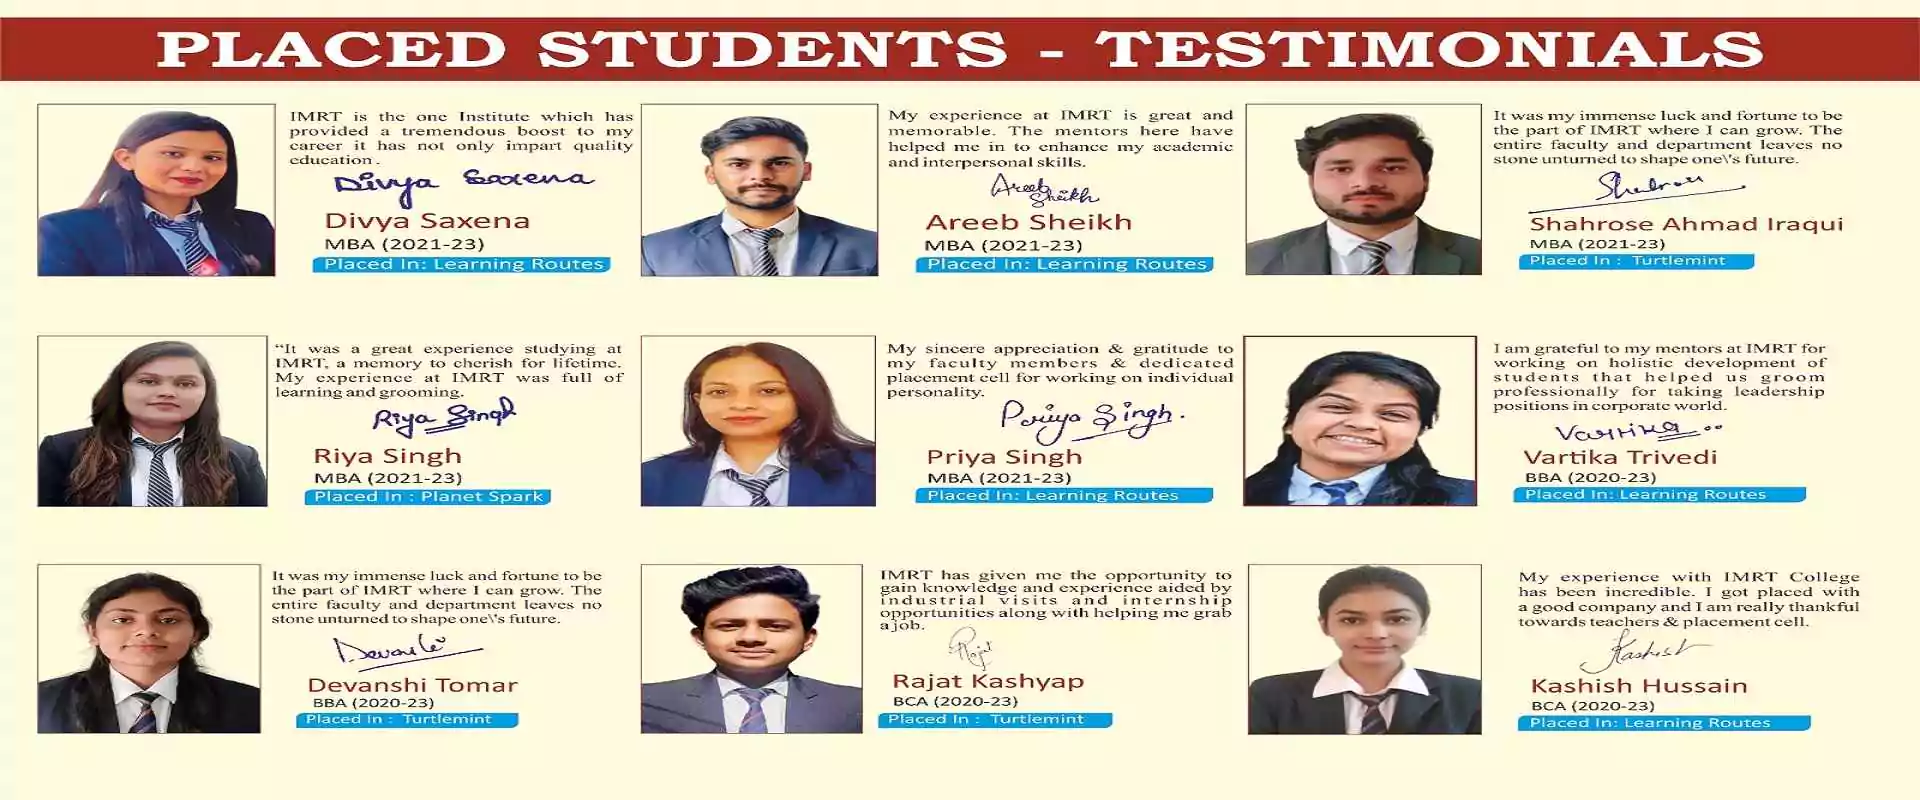 PLACED STUDENTS - TESTIMONIALS
IMRT is the one Institute which has
provided a tremendous boost to my
career it has not only impart quality
education.
Divya Saxena
Divya Saxena
MBA (2021-23)
Placed In: Learning Routes
My experience at IMRT is great and
memorable. The mentors here have
helped me in to enhance my academic
and interpersonal skills.
Areeb
Sheikh
Areeb Sheikh
MBA (2021-23)
Placed In: Learning Routes
It was my immense luck and fortune to be
the part of IMRT where I can grow. The
entire faculty and department leaves no
stone unturned to shape one\'s future.
Shahrose Ahmad Iraqui
MBA (2021-23)
Placed In : Turtlemint
“It was a great experience studying at
IMRT, a memory to cherish for lifetime.
My experience at IMRT was full of
learning and grooming.
Riya Singh
Riya Singh
MBA (2021-23)
Placed In : Planet Spark
My sincere appreciation & gratitude to
my faculty members & dedicated
placement cell for working on individual
personality.
Priya Singh.
Priya Singh
MBA (2021-23)
Placed In: Learning Routes
I am grateful to my mentors at IMRT for
working on holistic development of
students that helped us groom
professionally for taking leadership
positions in corporate world.
Vartika
Vartika Trivedi
BBA (2020-23)
Placed In: Learning Routes
It was my immense luck and fortune to be
the part of IMRT where I can grow. The
entire faculty and department leaves no
stone unturned to shape one\'s future.
Devanshi Tomar
BBA (2020-23)
Placed In : Turtlemint
IMRT has given me the opportunity to
gain knowledge and experience aided by
industrial visits and internship
opportunities along with helping me grab
a job.
Rajat
Rajat Kashyap
BCA (2020-23)
Placed In : Turtlemint
My experience with IMRT College
has been incredible. I got placed with
a good company and I am really thankful
towards teachers & placement cell.
Kashish
Kashish Hussain
BCA (2020-23)
Placed In: Learning Routes